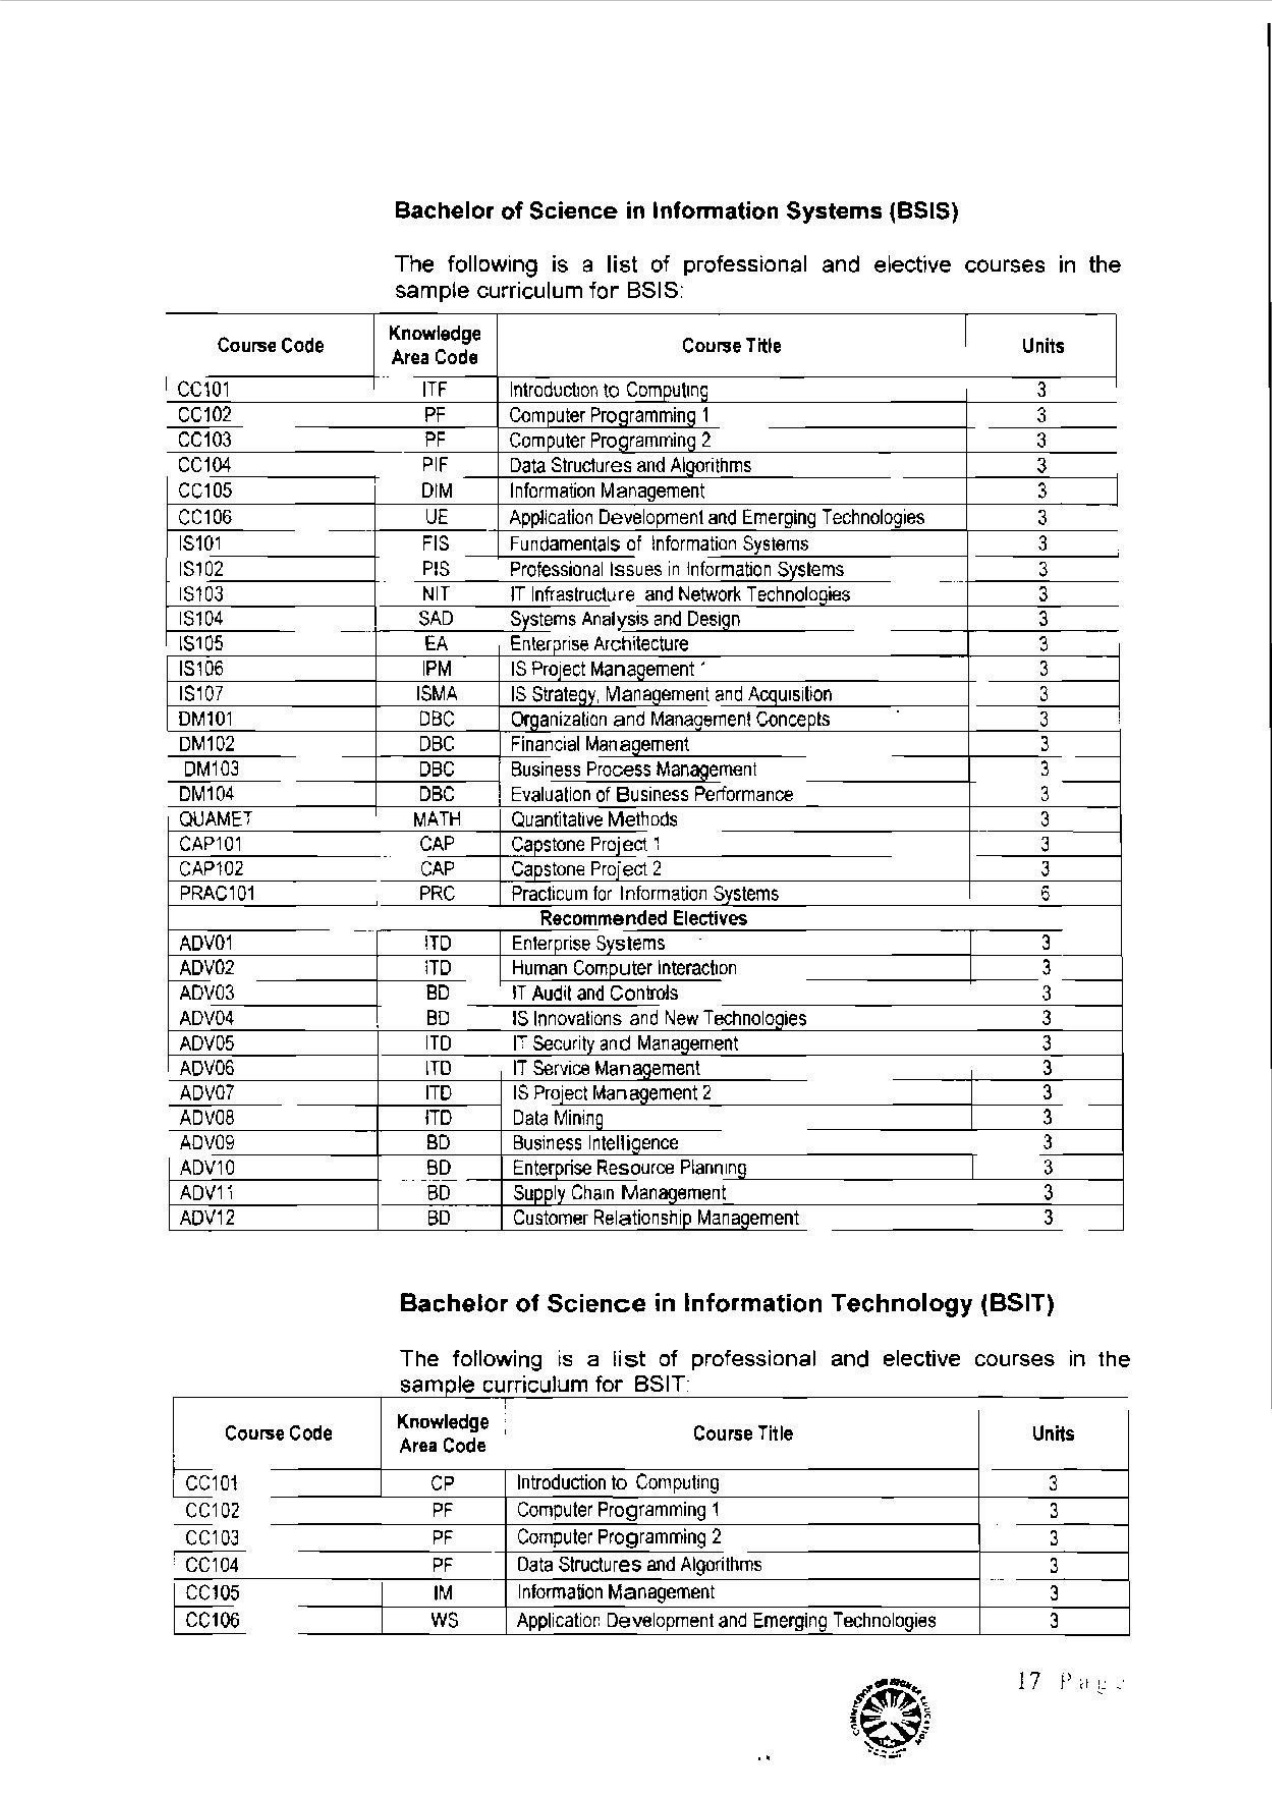 Bachelor of Science in Information Systems (BSIS)
The following is a list of professional and elective courses in the
sample curriculum for BSIS:
Course Code Knowledge Area Code Course Title Units
CC101 ITF Introduction to Computing 3
CC102 PF Computer Programming 1 3
CC103 PF Computer Programming 2 3
CC104 PIF Data Structures and Algorithms 3
CC105 DIM Information Management 3
CC106 UE Application Development and Emerging Technologies 3
IS101 FIS Fundamentals of Information Systems 3
IS102 PIS Professional Issues in Information Systems 3
IS103 NIT IT Infrastructure and Network Technologies 3
IS104 SAD Systems Analysis and Design 3
IS105 EA Enterprise Architecture 3
IS106 IPM IS Project Management 3
IS107 ISMA IS Strategy, Management and Acquisition 3
DM101 DBC Organization and Management Concepts 3
DM102 DBC Financial Management 3
DM103 DBC Business Process Management 3
DM104 DBC Evaluation of Business Performance 3
QUAMET MATH Quantitative Methods 3
CAP101 CAP Capstone Project 1 3
CAP102 CAP Capstone Project 2 3
PRAC101 PRC Practicum for Information Systems 6
Recommended Electives
ADV01 ITD Enterprise Systems 3
ADV02 ITD Human Computer Interaction 3
ADV03 BD IT Audit and Controls 3
ADV04 BD IS Innovations and New Technologies 3
ADV05 ITD IT Security and Management 3
ADV06 ITD IT Service Management 3
ADV07 ITD IS Project Management 2 3
ADV08 ITD Data Mining 3
ADV09 BD Business Intelligence 3
ADV10 BD Enterprise Resource Planning 3
ADV11 BD Supply Chain Management 3
ADV12 BD Customer Relationship Management 3
Bachelor of Science in Information Technology (BSIT)
The following is a list of professional and elective courses in the
sample curriculum for BSIT:
Course Code Knowledge Area Code Course Title Units
CC101 CP Introduction to Computing 3
CC102 PF Computer Programming 1 3
CC103 PF Computer Programming 2 3
CC104 PF Data Structures and Algorithms 3
CC105 IM Information Management 3
CC106 WS Application Development and Emerging Technologies 3
17 Page